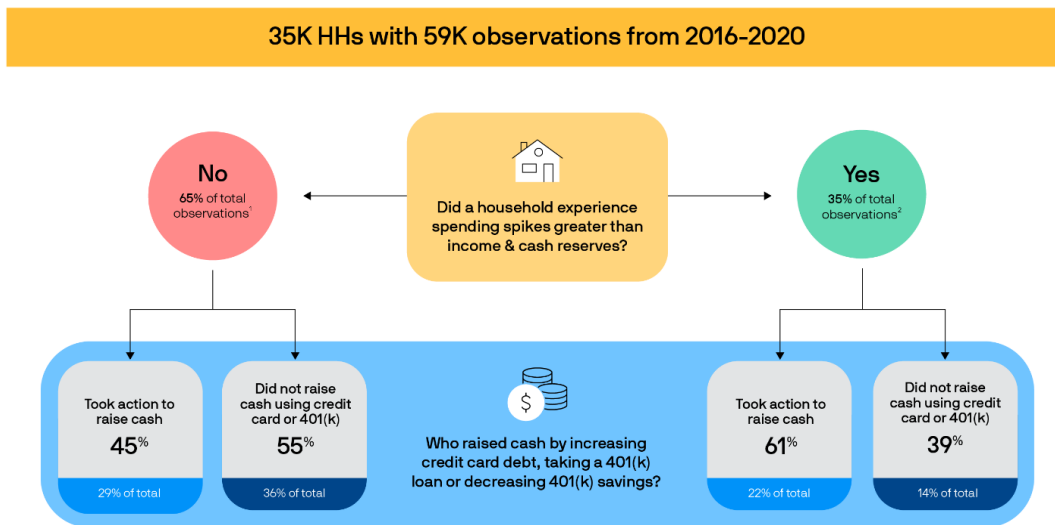 35K HHs with 59K observations from 2016-2020
No
65% of total
observations¹
Did a household experience
spending spikes greater than
income & cash reserves?
Yes
35% of total
observations²
Took action to
raise cash
45%
29% of total
Did not raise
cash using credit
card or 401(k)
55%
36% of total
$
Who raised cash by increasing
credit card debt, taking a 401(k)
loan or decreasing 401(k) savings?
Took action to
raise cash
61%
22% of total
Did not raise
cash using credit
card or 401(k)
39%
14% of total